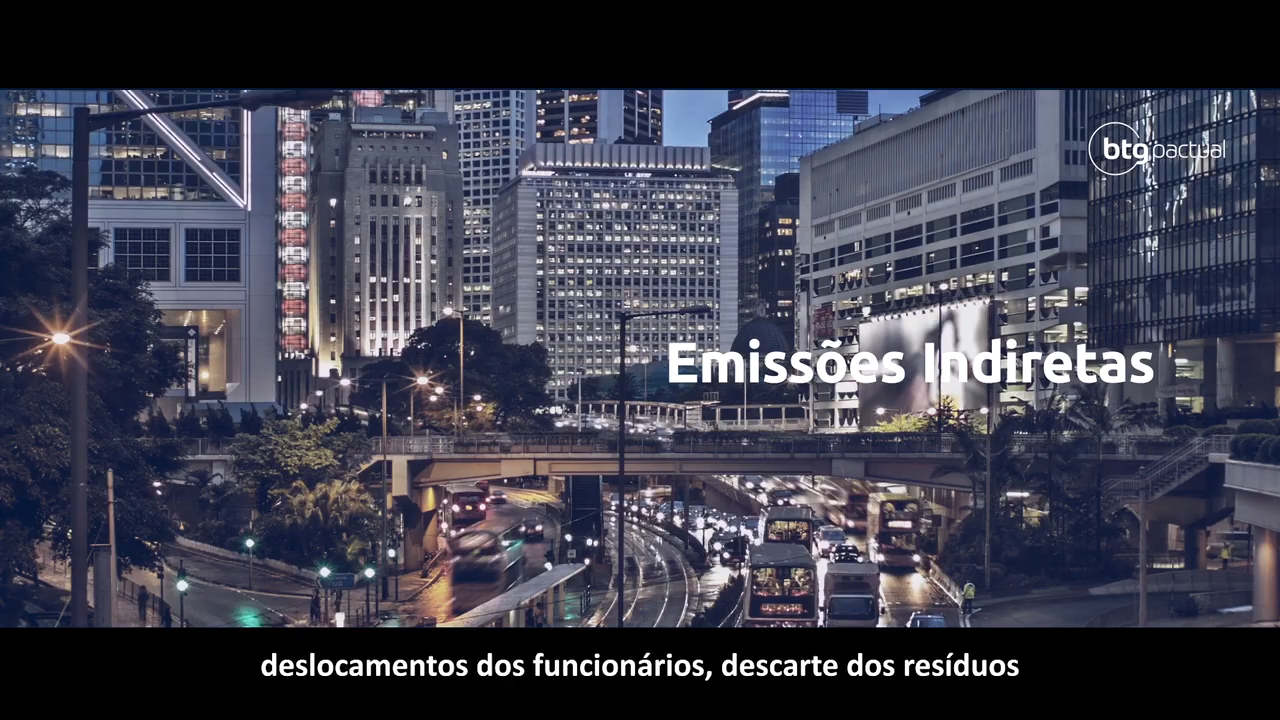 btg pactual
Emissões Indiretas
deslocamentos dos funcionários, descarte dos resíduos